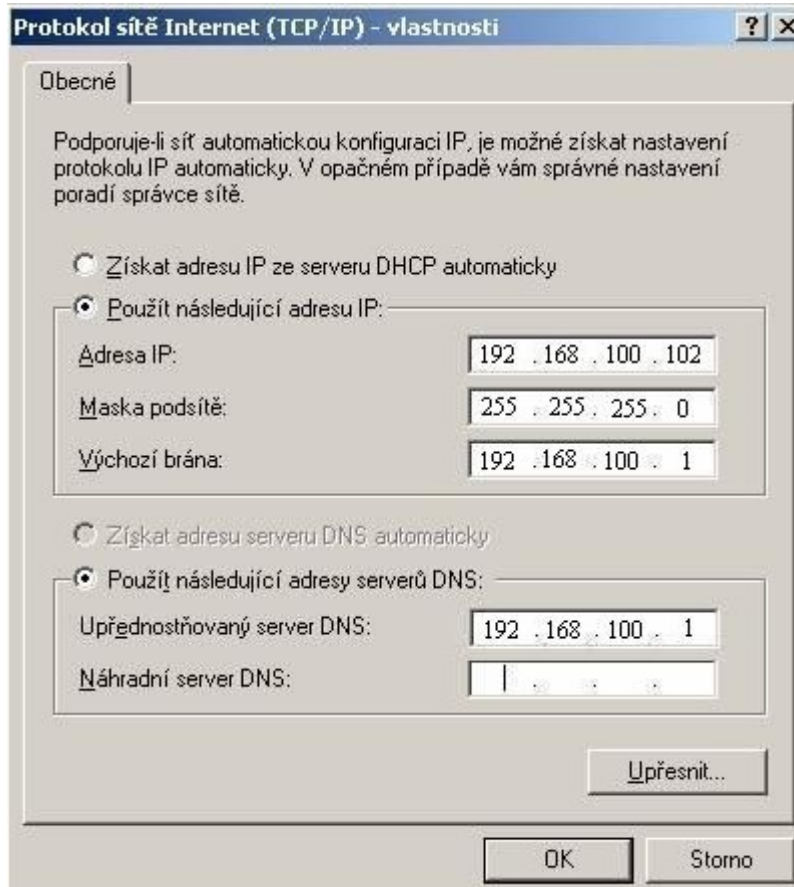 Protokol sítě Internet (TCP/IP) - vlastnosti
Obecné
Podporuje-li síť automatickou konfiguraci IP, je možné získat nastavení
protokolu IP automaticky. V opačném případě vám správné nastavení
poradí správce sítě.
Získat adresu IP ze serveru DHCP automaticky
Použít následující adresu IP:
Adresa IP: 192 . 168 . 100 . 102
Maska podsítě: 255 . 255 . 255 . 0
Výchozí brána: 192 . 168 . 100 . 1
Získat adresu serveru DNS automaticky
Použít následující adresy serverů DNS:
Upřednostňovaný server DNS: 192 . 168 . 100 . 1
Náhradní server DNS: . . .
Upřesnit...
OK Storno